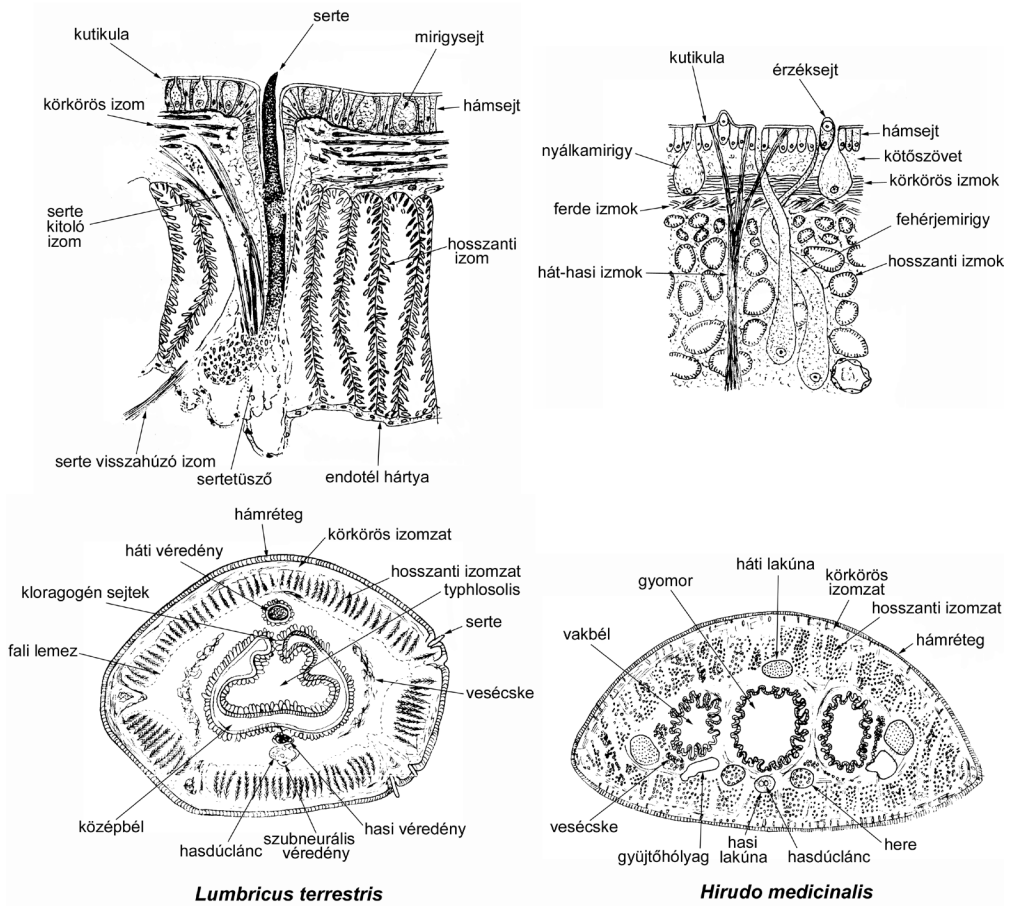 serte
kutikula
mirigysejt
körkörös izom
hámsejt
serte
kitoló
izom
hosszanti
izom
serte visszahúzó izom
sertetüsző
endotél hártya
kutikula
érzéksejt
hámsejt
nyálkamirigy
kötőszövet
körkörös izmok
ferde izmok
fehérjemirigy
hát-hasi izmok
hosszanti izmok
hámréteg
körkörös izomzat
háti véredény
hosszanti izomzat
kloragogén sejtek
typhlosolis
serte
fali lemez
vesécske
középbél
hasi véredény
szubneurális
véredény
hasdúclánc
Lumbricus terrestris
háti lakúna
körkörös
izomzat
gyomor
hosszanti izomzat
vakbél
hámréteg
vesécske
here
hasi
lakúna
gyüjtőhólyag
hasdúclánc
Hirudo medicinalis